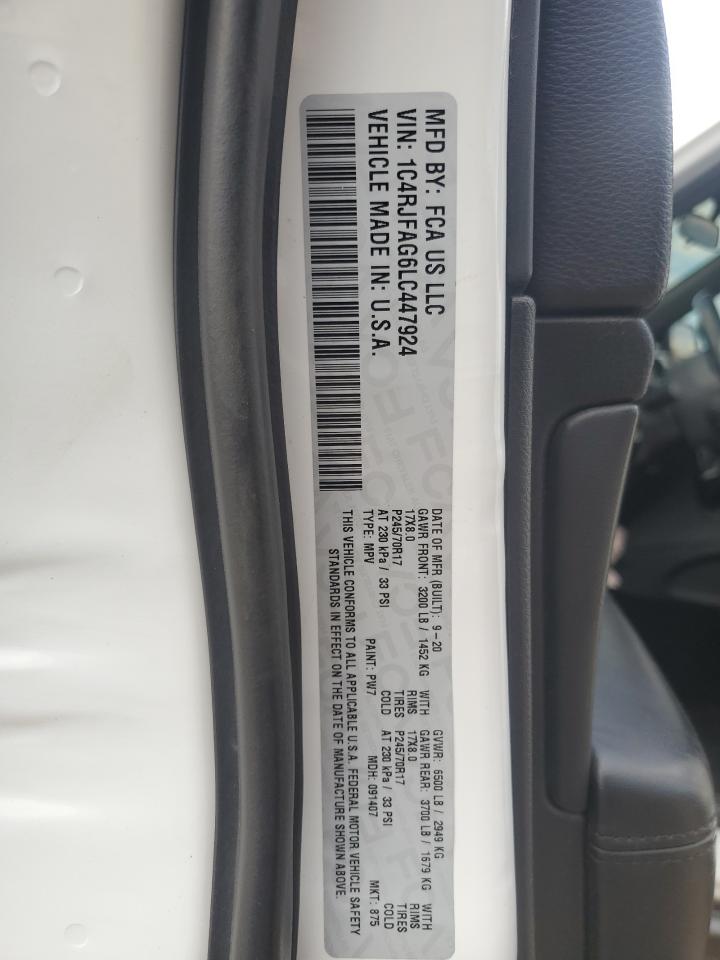 MFD BY: FCA US LLC
VIN: 1C4RJFAG6LC447924
VEHICLE MADE IN: U.S.A.
DATE OF MFR (BUILT): 9-20 GVWR: 6500 LB / 2949 KG
GAWR FRONT: 3200 LB / 1452 KG WITH GAWR REAR: 3700 LB / 1679 KG WITH
17X8.0 RIMS 17X8.0 RIMS
P245/70R17 TIRES P245/70R17 TIRES
AT 230 kPa / 33 PSI COLD AT 230 kPa / 33 PSI COLD
TYPE: MPV PAINT: PW7 MDH: 091407 MKT: 875
THIS VEHICLE CONFORMS TO ALL APPLICABLE U.S.A. FEDERAL MOTOR VEHICLE SAFETY
STANDARDS IN EFFECT ON THE DATE OF MANUFACTURE SHOWN ABOVE.